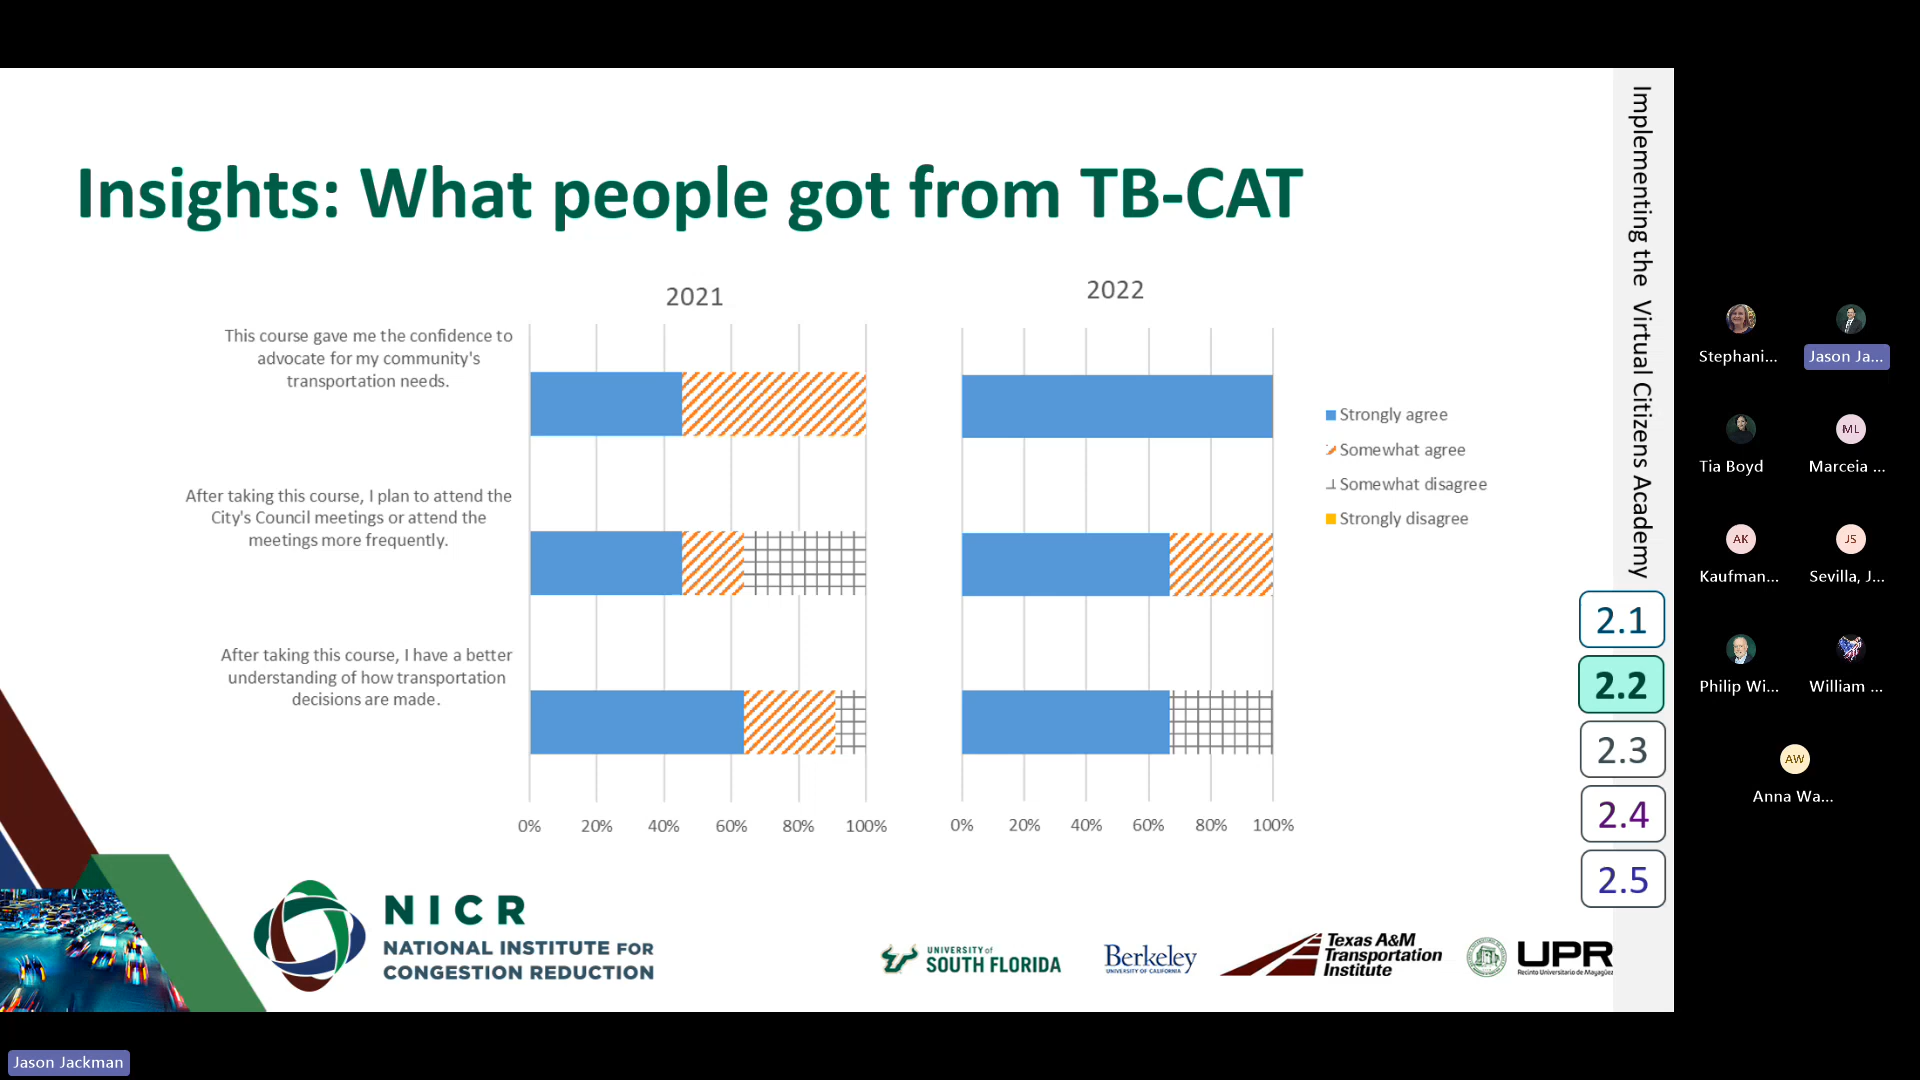 Insights: What people got from TB-CAT
2021
2022
This course gave me the confidence to
advocate for my community's
transportation needs.
After taking this course, I plan to attend the
City's Council meetings or attend the
meetings more frequently.
After taking this course, I have a better
understanding of how transportation
decisions are made.
0% 20% 40% 60% 80% 100%
0% 20% 40% 60% 80% 100%
Strongly agree
Somewhat agree
Somewhat disagree
Strongly disagree
Implementing the Virtual Citizens Academy
2.1
2.2
2.3
2.4
2.5
NICR
NATIONAL INSTITUTE FOR
CONGESTION REDUCTION
UNIVERSITY of
SOUTH FLORIDA
Berkeley
UNIVERSITY OF CALIFORNIA
Texas A&M
Transportation
Institute
UPR
Recinto Universitario de Mayagüez
Stephani...
Jason Ja...
Tia Boyd
ML
Marceia ...
AK
Kaufman...
JS
Sevilla, J...
Philip Wi...
William ...
AW
Anna Wa...
Jason Jackman